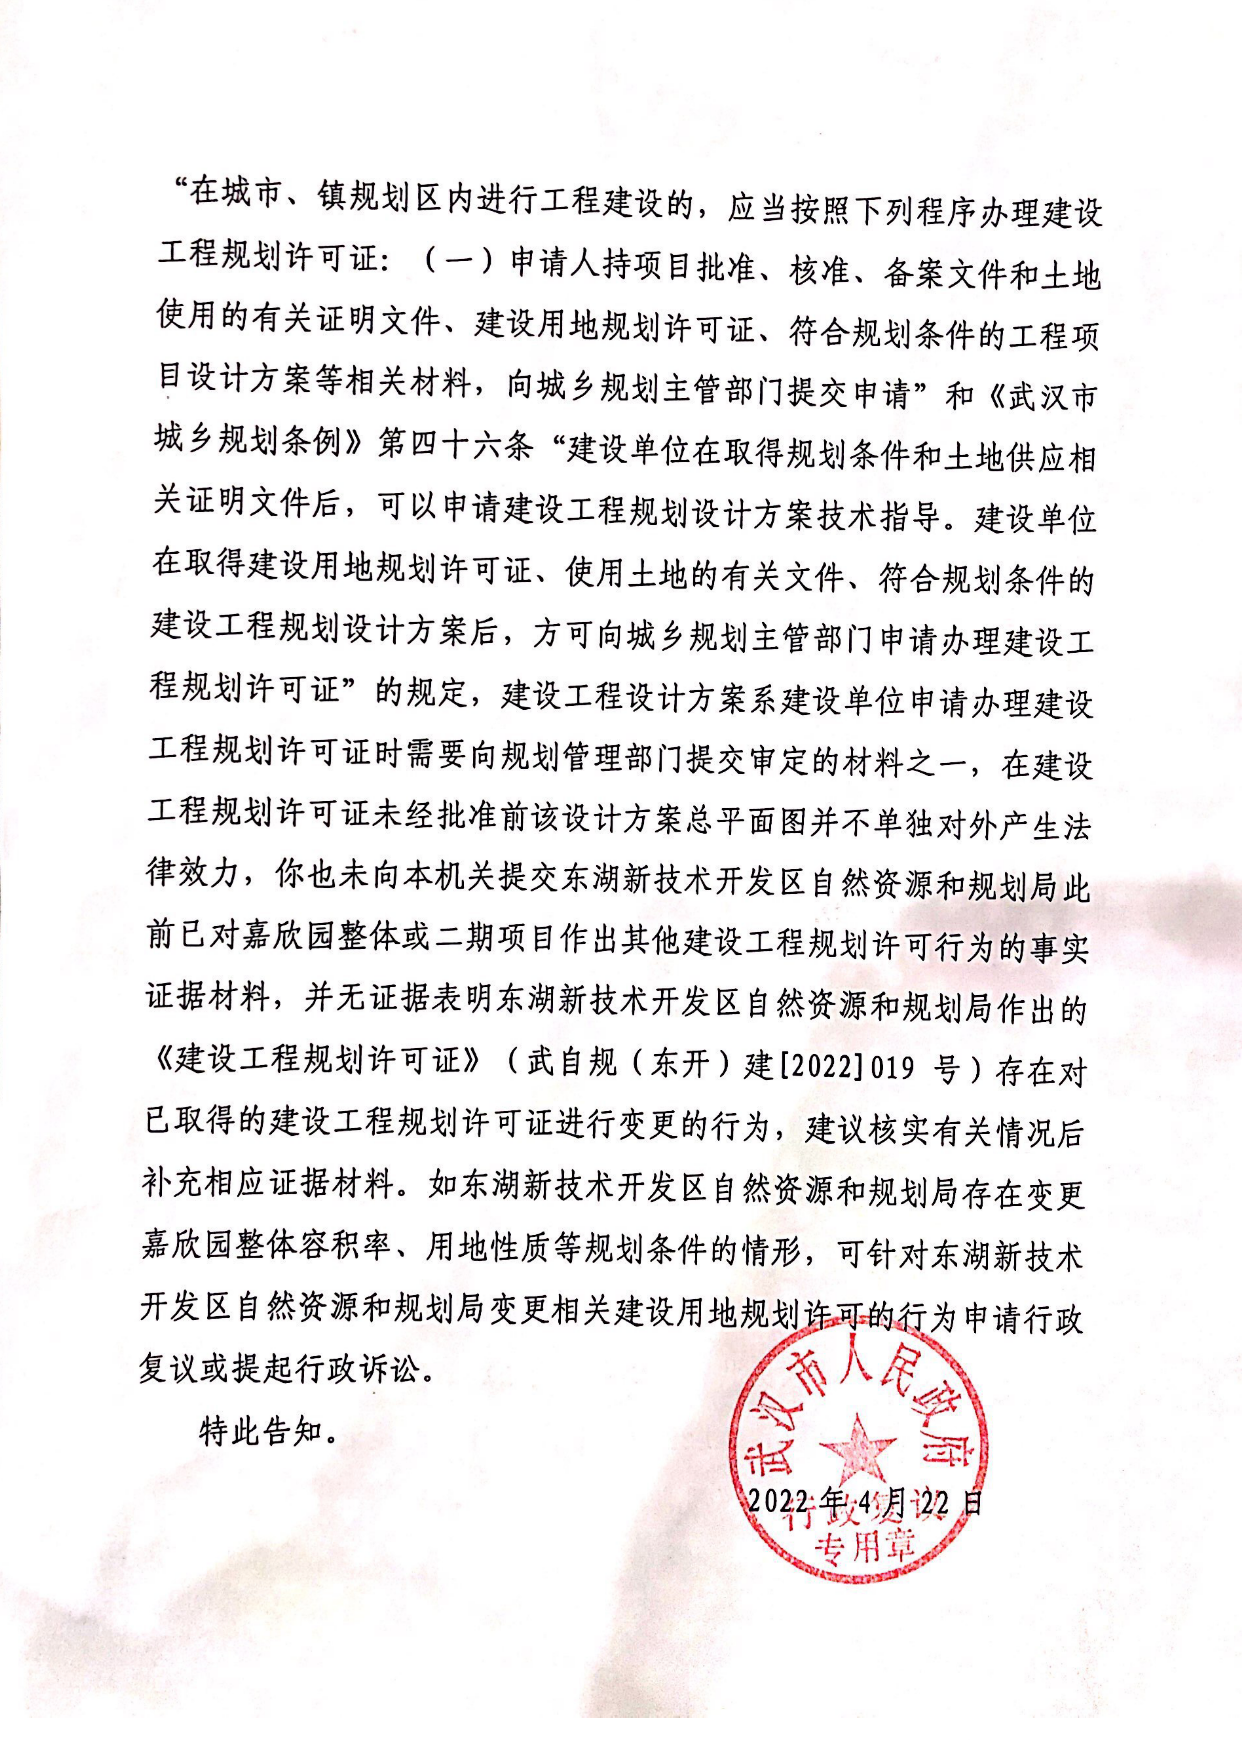 “在城市、镇规划区内进行工程建设的，应当按照下列程序办理建设
工程规划许可证：（一）申请人持项目批准、核准、备案文件和土地
使用的有关证明文件、建设用地规划许可证、符合规划条件的工程项
目设计方案等相关材料，向城乡规划主管部门提交申请”和《武汉市
城乡规划条例》第四十六条“建设单位在取得规划条件和土地供应相
关证明文件后，可以申请建设工程规划设计方案技术指导。建设单位
在取得建设用地规划许可证、使用土地的有关文件、符合规划条件的
建设工程规划设计方案后，方可向城乡规划主管部门申请办理建设工
程规划许可证”的规定，建设工程设计方案系建设单位申请办理建设
工程规划许可证时需要向规划管理部门提交审定的材料之一，在建设
工程规划许可证未经批准前该设计方案总平面图并不单独对外产生法
律效力，你也未向本机关提交东湖新技术开发区自然资源和规划局此
前已对嘉欣园整体或二期项目作出其他建设工程规划许可行为的事实
证据材料，并无证据表明东湖新技术开发区自然资源和规划局作出的
《建设工程规划许可证》（武自规（东开）建[2022]019 号）存在对
已取得的建设工程规划许可证进行变更的行为，建议核实有关情况后
补充相应证据材料。如东湖新技术开发区自然资源和规划局存在变更
嘉欣园整体容积率、用地性质等规划条件的情形，可针对东湖新技术
开发区自然资源和规划局变更相关建设用地规划许可的行为申请行政
复议或提起行政诉讼。
特此告知。
武汉市人民政府
2022年4月22日
行政复议
专用章